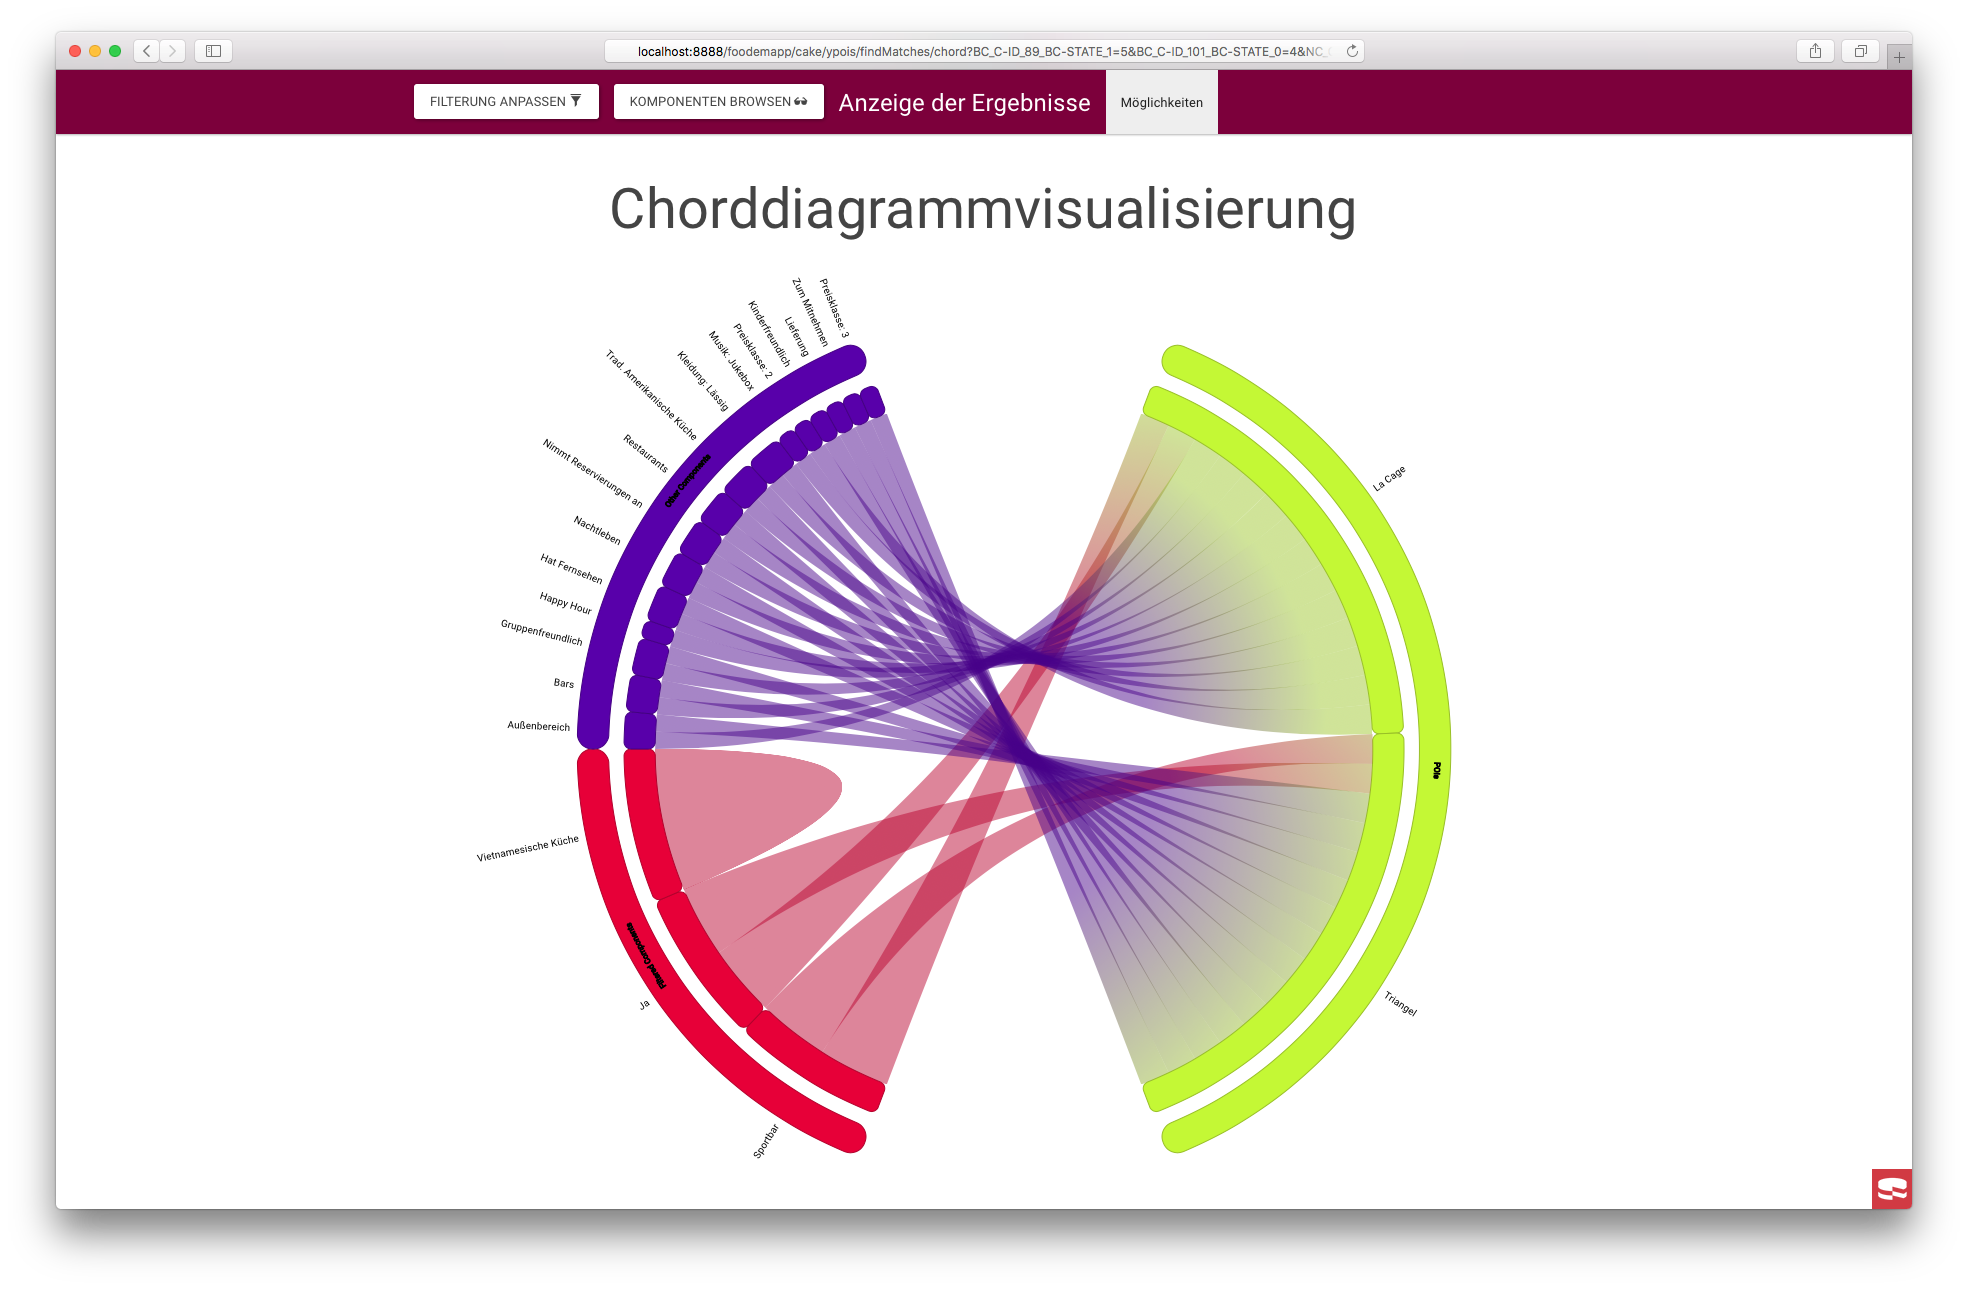 localhost:8888/foodemapp/cake/ypois/findMatches/chord?BC_C-ID_89_BC-STATE_1=5&BC_C-ID_101_BC-STATE_0=4&NC_
FILTERUNG ANPASSEN
KOMPONENTEN BROWSEN
Anzeige der Ergebnisse
Möglichkeiten
Chorddiagrammvisualisierung
Preisklasse: 3
Zum Mitnehmen
Lieferung
Kinderfreundlich
Preisklasse: 2
Musik: Jukebox
Kleidung: Lässig
Trad. Amerikanische Küche
Restaurants
Nimmt Reservierungen an
Nachtleben
Hat Fernsehen
Happy Hour
Gruppenfreundlich
Bars
Außenbereich
Other Components
Vietnamesische Küche
Filtered Components
Ja
Sportbar
La Cage
POIs
Triangel